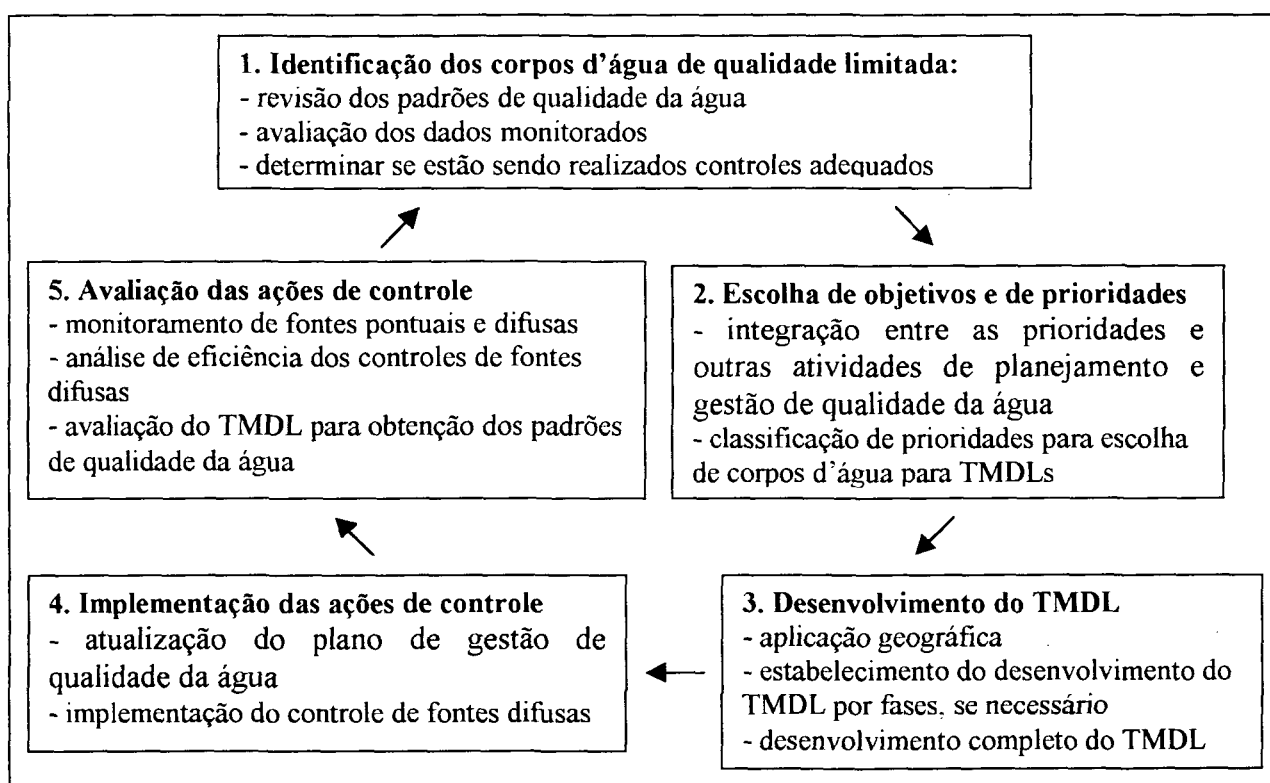 1. Identificação dos corpos d'água de qualidade limitada:
- revisão dos padrões de qualidade da água
- avaliação dos dados monitorados
- determinar se estão sendo realizados controles adequados
2. Escolha de objetivos e de prioridades
- integração entre as prioridades e
outras atividades de planejamento e
gestão de qualidade da água
- classificação de prioridades para escolha
de corpos d'água para TMDLs
3. Desenvolvimento do TMDL
- aplicação geográfica
- estabelecimento do desenvolvimento do
TMDL por fases, se necessário
- desenvolvimento completo do TMDL
4. Implementação das ações de controle
- atualização do plano de gestão de
qualidade da água
- implementação do controle de fontes difusas
5. Avaliação das ações de controle
- monitoramento de fontes pontuais e difusas
- análise de eficiência dos controles de fontes
difusas
- avaliação do TMDL para obtenção dos padrões
de qualidade da água